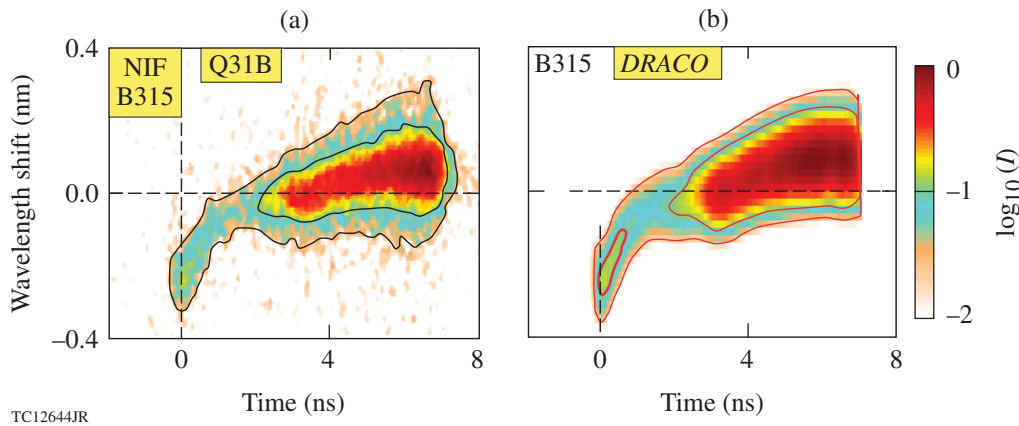 (a)
(b)
NIF
B315
Q31B
B315
DRACO
0.4
0.0
–0.4
Wavelength shift (nm)
0
4
8
Time (ns)
0
4
8
Time (ns)
0
–1
–2
log10 (I)
TC12644JR